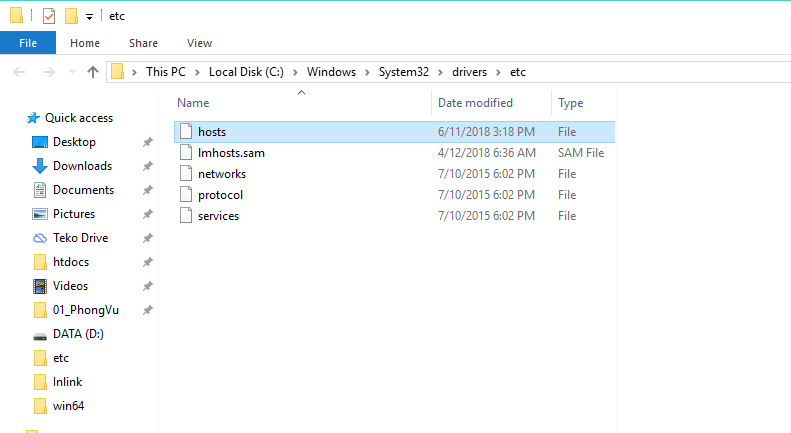 etc
File Home Share View
This PC Local Disk (C:) Windows System32 drivers etc
Name Date modified Type
Quick access
Desktop
Downloads
Documents
Pictures
Teko Drive
htdocs
Videos
01_PhongVu
DATA (D:)
etc
Inlink
win64
hosts 6/11/2018 3:18 PM File
lmhosts.sam 4/12/2018 6:36 AM SAM File
networks 7/10/2015 6:02 PM File
protocol 7/10/2015 6:02 PM File
services 7/10/2015 6:02 PM File